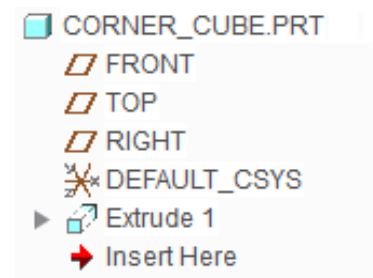 CORNER_CUBE.PRT
FRONT
TOP
RIGHT
DEFAULT_CSYS
Extrude 1
Insert Here